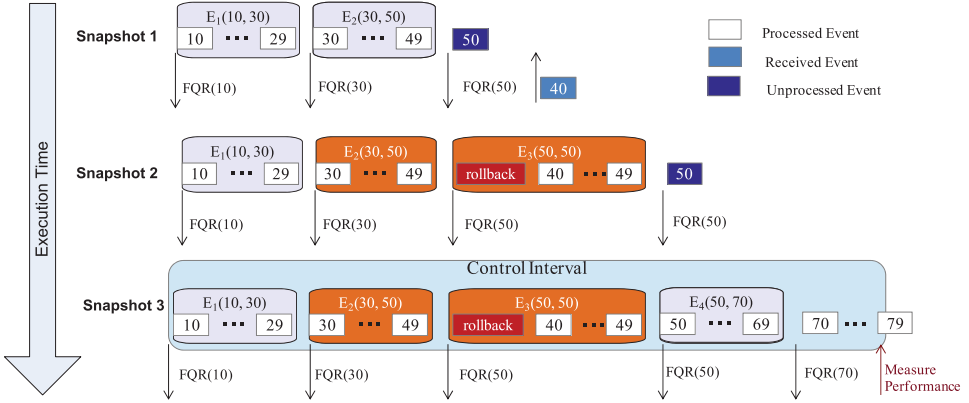 Execution Time
Snapshot 1
E1(10, 30)
10 ▪▪▪ 29
E2(30, 50)
30 ▪▪▪ 49
50
FQR(10)
FQR(30)
FQR(50)
40
Processed Event
Received Event
Unprocessed Event
Snapshot 2
E1(10, 30)
10 ▪▪▪ 29
E2(30, 50)
30 ▪▪▪ 49
E3(50, 50)
rollback 40 ▪▪▪ 49
50
FQR(10)
FQR(30)
FQR(50)
FQR(50)
Control Interval
Snapshot 3
E1(10, 30)
10 ▪▪▪ 29
E2(30, 50)
30 ▪▪▪ 49
E3(50, 50)
rollback 40 ▪▪▪ 49
E4(50, 70)
50 ▪▪▪ 69
70 ▪▪▪ 79
FQR(10)
FQR(30)
FQR(50)
FQR(50)
FQR(70)
Measure
Performance